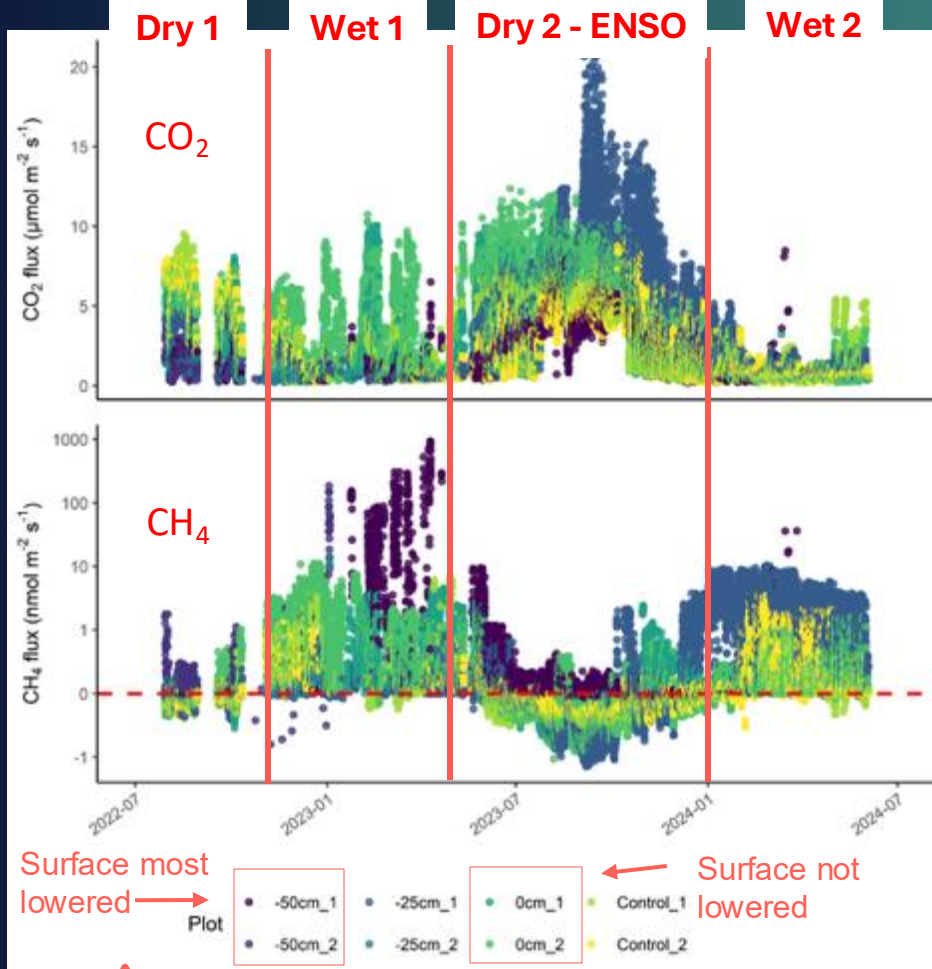 Dry 1 Wet 1 Dry 2 - ENSO Wet 2
CO₂
CO₂ flux (μmol m⁻² s⁻¹)
20
15
10
5
0
CH₄
CH₄ flux (nmol m⁻² s⁻¹)
1000
100
10
1
0
-1
2022-07 2023-01 2023-07 2024-01 2024-07
Surface most
lowered
Surface not
lowered
Plot
-50cm_1 -25cm_1 0cm_1 Control_1
-50cm_2 -25cm_2 0cm_2 Control_2